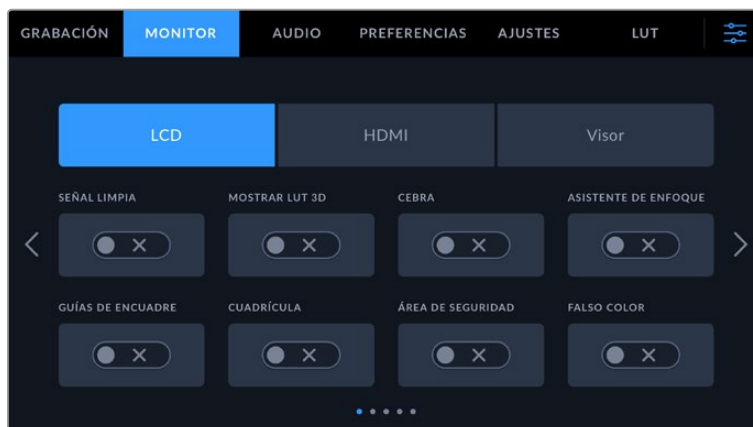 GRABACIÓN MONITOR AUDIO PREFERENCIAS AJUSTES LUT
LCD HDMI Visor
SEÑAL LIMPIA MOSTRAR LUT 3D CEBRA ASISTENTE DE ENFOQUE
GUÍAS DE ENCUADRE CUADRÍCULA ÁREA DE SEGURIDAD FALSO COLOR